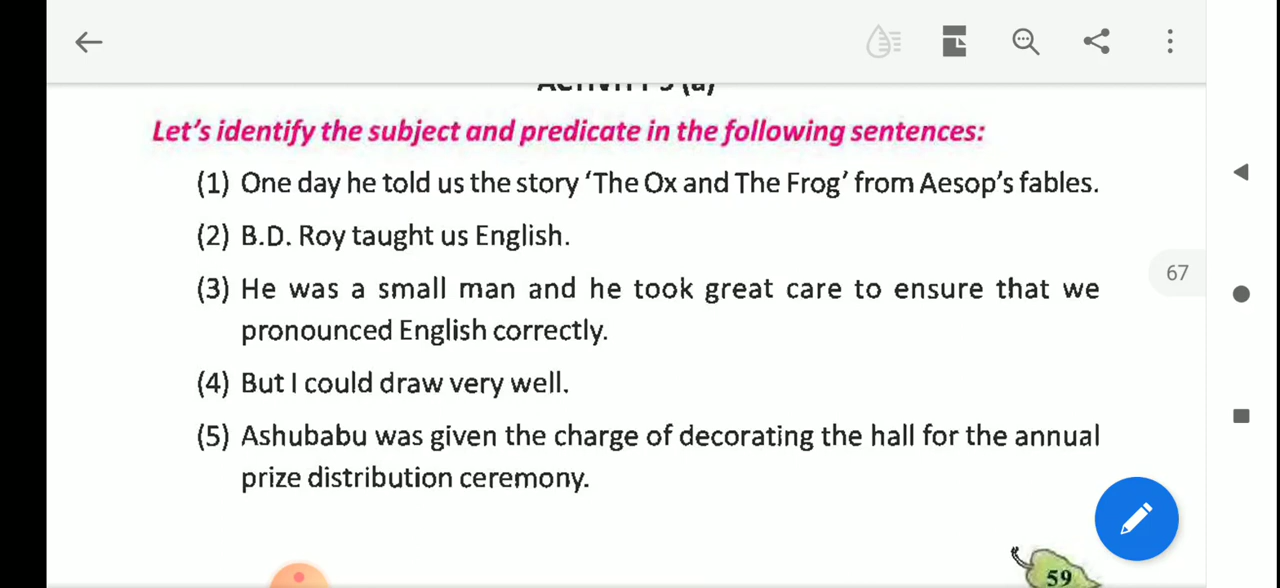 ACTIVITY 5 (a)
Let's identify the subject and predicate in the following sentences:
(1) One day he told us the story ‘The Ox and The Frog’ from Aesop’s fables.
(2) B.D. Roy taught us English.
67
(3) He was a small man and he took great care to ensure that we
pronounced English correctly.
(4) But I could draw very well.
(5) Ashubabu was given the charge of decorating the hall for the annual
prize distribution ceremony.
59